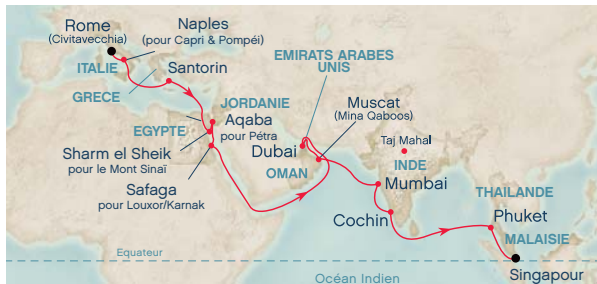 Rome
(Civitavecchia)
Naples
(pour Capri & Pompéi)
ITALIE
Santorin
GRECE
EMIRATS ARABES
UNIS
JORDANIE
Aqaba
pour Pétra
EGYPTE
Muscat
(Mina Qaboos)
Sharm el Sheik
pour le Mont Sinaï
Dubai
OMAN
Taj Mahal
INDE
Safaga
pour Louxor/Karnak
Mumbai
THAILANDE
Cochin
Phuket
MALAISIE
Equateur
Singapour
Océan Indien